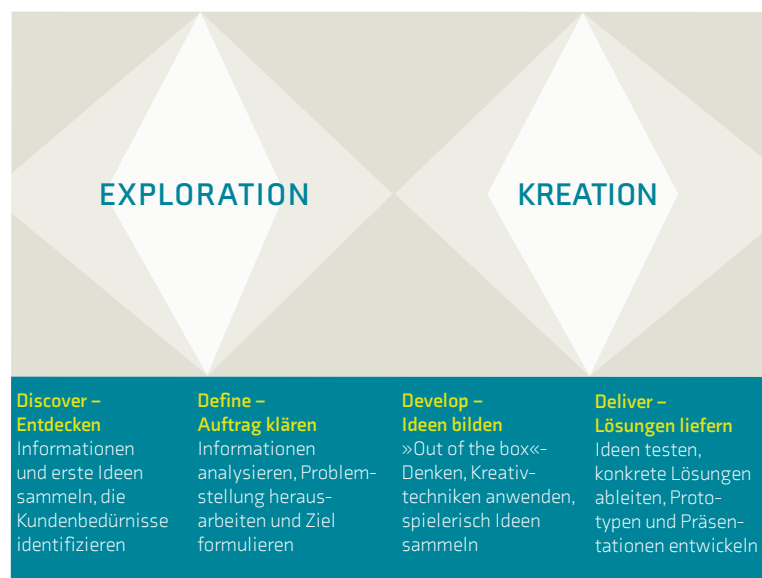 EXPLORATION
KREATION
Discover –
Entdecken
Informationen
und erste Ideen
sammeln, die
Kundenbedürnisse
identifizieren
Define –
Auftrag klären
Informationen
analysieren, Problem-
stellung heraus-
arbeiten und Ziel
formulieren
Develop –
Ideen bilden
»Out of the box«-
Denken, Kreativ-
techniken anwenden,
spielerisch Ideen
sammeln
Deliver –
Lösungen liefern
Ideen testen,
konkrete Lösungen
ableiten, Proto-
typen und Präsen-
tationen entwickeln